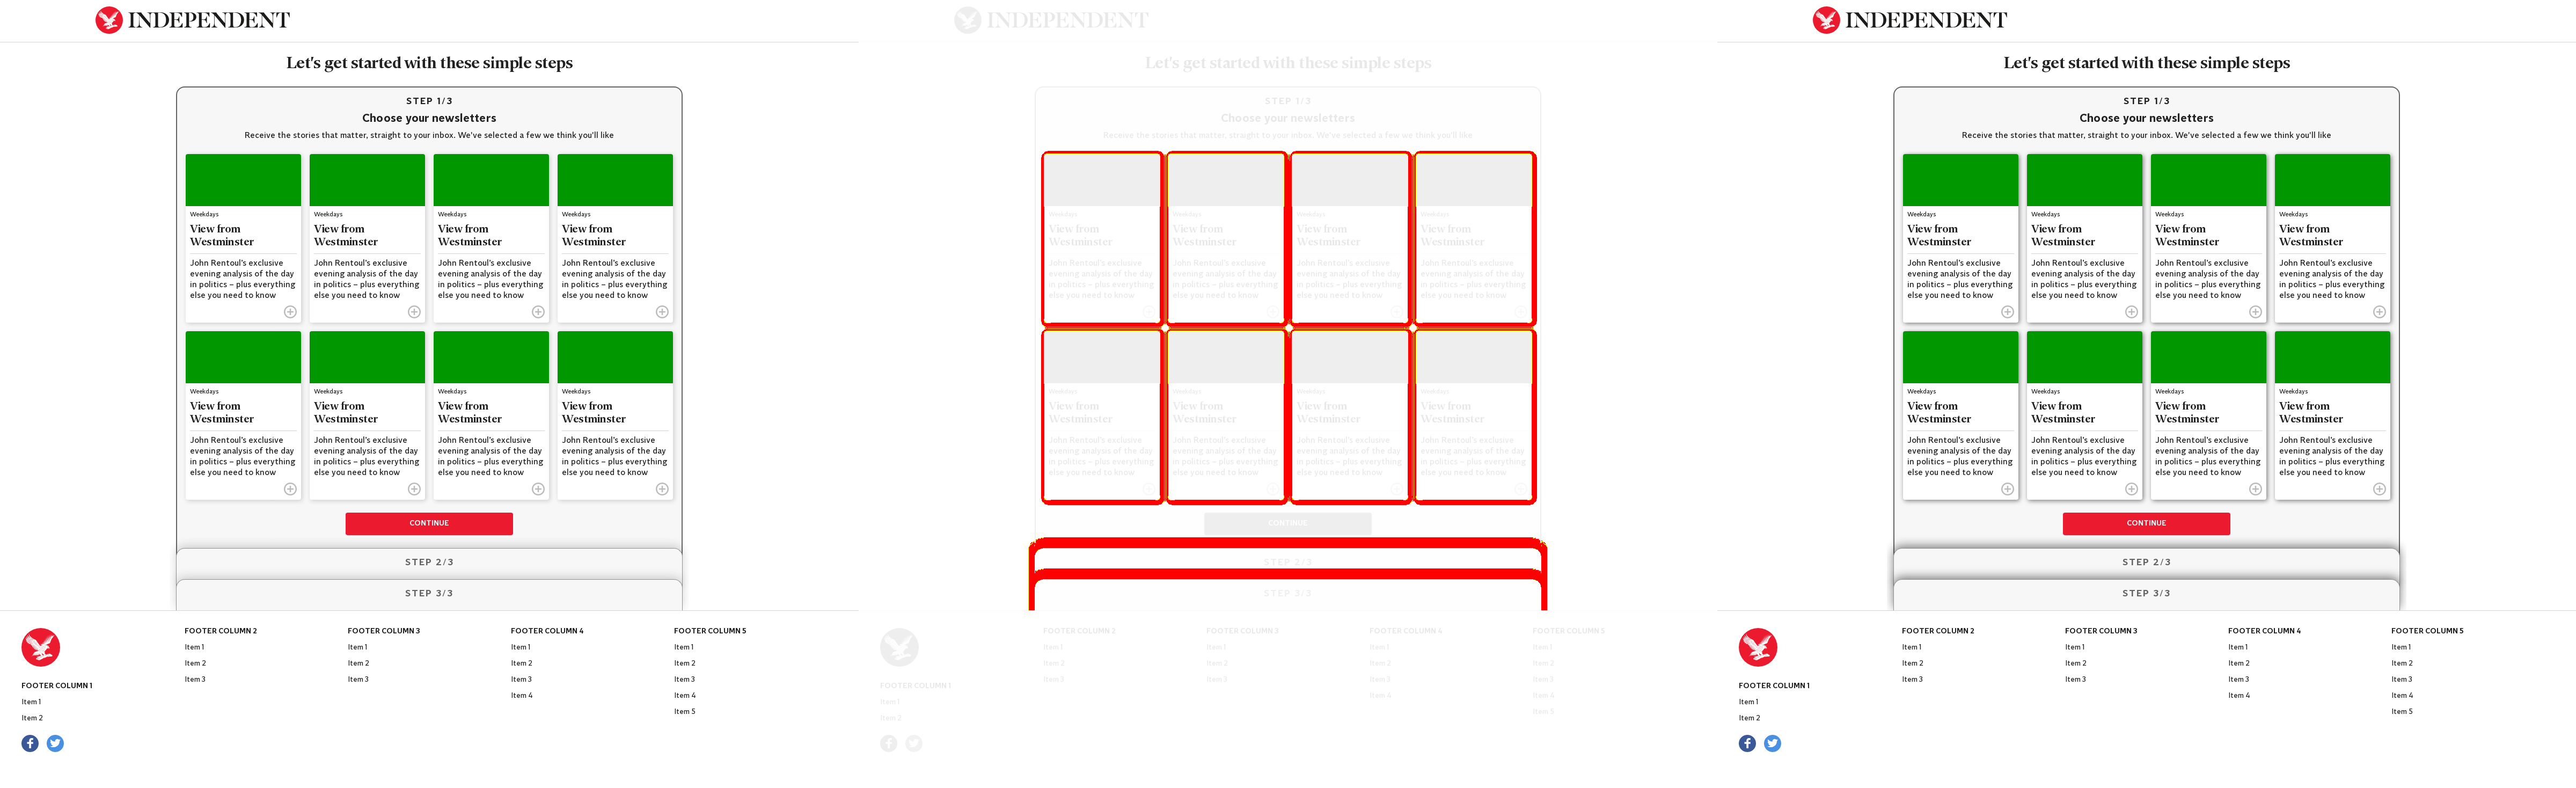 INDEPENDENT
Let's get started with these simple steps
STEP 1/3
Choose your newsletters
Receive the stories that matter, straight to your inbox. We've selected a few we think you'll like
Weekdays
View from
Westminster
John Rentoul's exclusive
evening analysis of the day
in politics – plus everything
else you need to know
Weekdays
View from
Westminster
John Rentoul's exclusive
evening analysis of the day
in politics – plus everything
else you need to know
Weekdays
View from
Westminster
John Rentoul's exclusive
evening analysis of the day
in politics – plus everything
else you need to know
Weekdays
View from
Westminster
John Rentoul's exclusive
evening analysis of the day
in politics – plus everything
else you need to know
Weekdays
View from
Westminster
John Rentoul's exclusive
evening analysis of the day
in politics – plus everything
else you need to know
Weekdays
View from
Westminster
John Rentoul's exclusive
evening analysis of the day
in politics – plus everything
else you need to know
Weekdays
View from
Westminster
John Rentoul's exclusive
evening analysis of the day
in politics – plus everything
else you need to know
Weekdays
View from
Westminster
John Rentoul's exclusive
evening analysis of the day
in politics – plus everything
else you need to know
CONTINUE
STEP 2/3
STEP 3/3
FOOTER COLUMN 1
Item 1
Item 2
FOOTER COLUMN 2
Item 1
Item 2
Item 3
FOOTER COLUMN 3
Item 1
Item 2
Item 3
FOOTER COLUMN 4
Item 1
Item 2
Item 3
Item 4
FOOTER COLUMN 5
Item 1
Item 2
Item 3
Item 4
Item 5
INDEPENDENT
Let's get started with these simple steps
STEP 1/3
Choose your newsletters
Receive the stories that matter, straight to your inbox. We've selected a few we think you'll like
Weekdays
View from
Westminster
John Rentoul's exclusive
evening analysis of the day
in politics – plus everything
else you need to know
Weekdays
View from
Westminster
John Rentoul's exclusive
evening analysis of the day
in politics – plus everything
else you need to know
Weekdays
View from
Westminster
John Rentoul's exclusive
evening analysis of the day
in politics – plus everything
else you need to know
Weekdays
View from
Westminster
John Rentoul's exclusive
evening analysis of the day
in politics – plus everything
else you need to know
Weekdays
View from
Westminster
John Rentoul's exclusive
evening analysis of the day
in politics – plus everything
else you need to know
Weekdays
View from
Westminster
John Rentoul's exclusive
evening analysis of the day
in politics – plus everything
else you need to know
Weekdays
View from
Westminster
John Rentoul's exclusive
evening analysis of the day
in politics – plus everything
else you need to know
Weekdays
View from
Westminster
John Rentoul's exclusive
evening analysis of the day
in politics – plus everything
else you need to know
CONTINUE
STEP 2/3
STEP 3/3
FOOTER COLUMN 1
Item 1
Item 2
FOOTER COLUMN 2
Item 1
Item 2
Item 3
FOOTER COLUMN 3
Item 1
Item 2
Item 3
FOOTER COLUMN 4
Item 1
Item 2
Item 3
Item 4
FOOTER COLUMN 5
Item 1
Item 2
Item 3
Item 4
Item 5
INDEPENDENT
Let's get started with these simple steps
STEP 1/3
Choose your newsletters
Receive the stories that matter, straight to your inbox. We've selected a few we think you'll like
Weekdays
View from
Westminster
John Rentoul's exclusive
evening analysis of the day
in politics – plus everything
else you need to know
Weekdays
View from
Westminster
John Rentoul's exclusive
evening analysis of the day
in politics – plus everything
else you need to know
Weekdays
View from
Westminster
John Rentoul's exclusive
evening analysis of the day
in politics – plus everything
else you need to know
Weekdays
View from
Westminster
John Rentoul's exclusive
evening analysis of the day
in politics – plus everything
else you need to know
Weekdays
View from
Westminster
John Rentoul's exclusive
evening analysis of the day
in politics – plus everything
else you need to know
Weekdays
View from
Westminster
John Rentoul's exclusive
evening analysis of the day
in politics – plus everything
else you need to know
Weekdays
View from
Westminster
John Rentoul's exclusive
evening analysis of the day
in politics – plus everything
else you need to know
Weekdays
View from
Westminster
John Rentoul's exclusive
evening analysis of the day
in politics – plus everything
else you need to know
CONTINUE
STEP 2/3
STEP 3/3
FOOTER COLUMN 1
Item 1
Item 2
FOOTER COLUMN 2
Item 1
Item 2
Item 3
FOOTER COLUMN 3
Item 1
Item 2
Item 3
FOOTER COLUMN 4
Item 1
Item 2
Item 3
Item 4
FOOTER COLUMN 5
Item 1
Item 2
Item 3
Item 4
Item 5